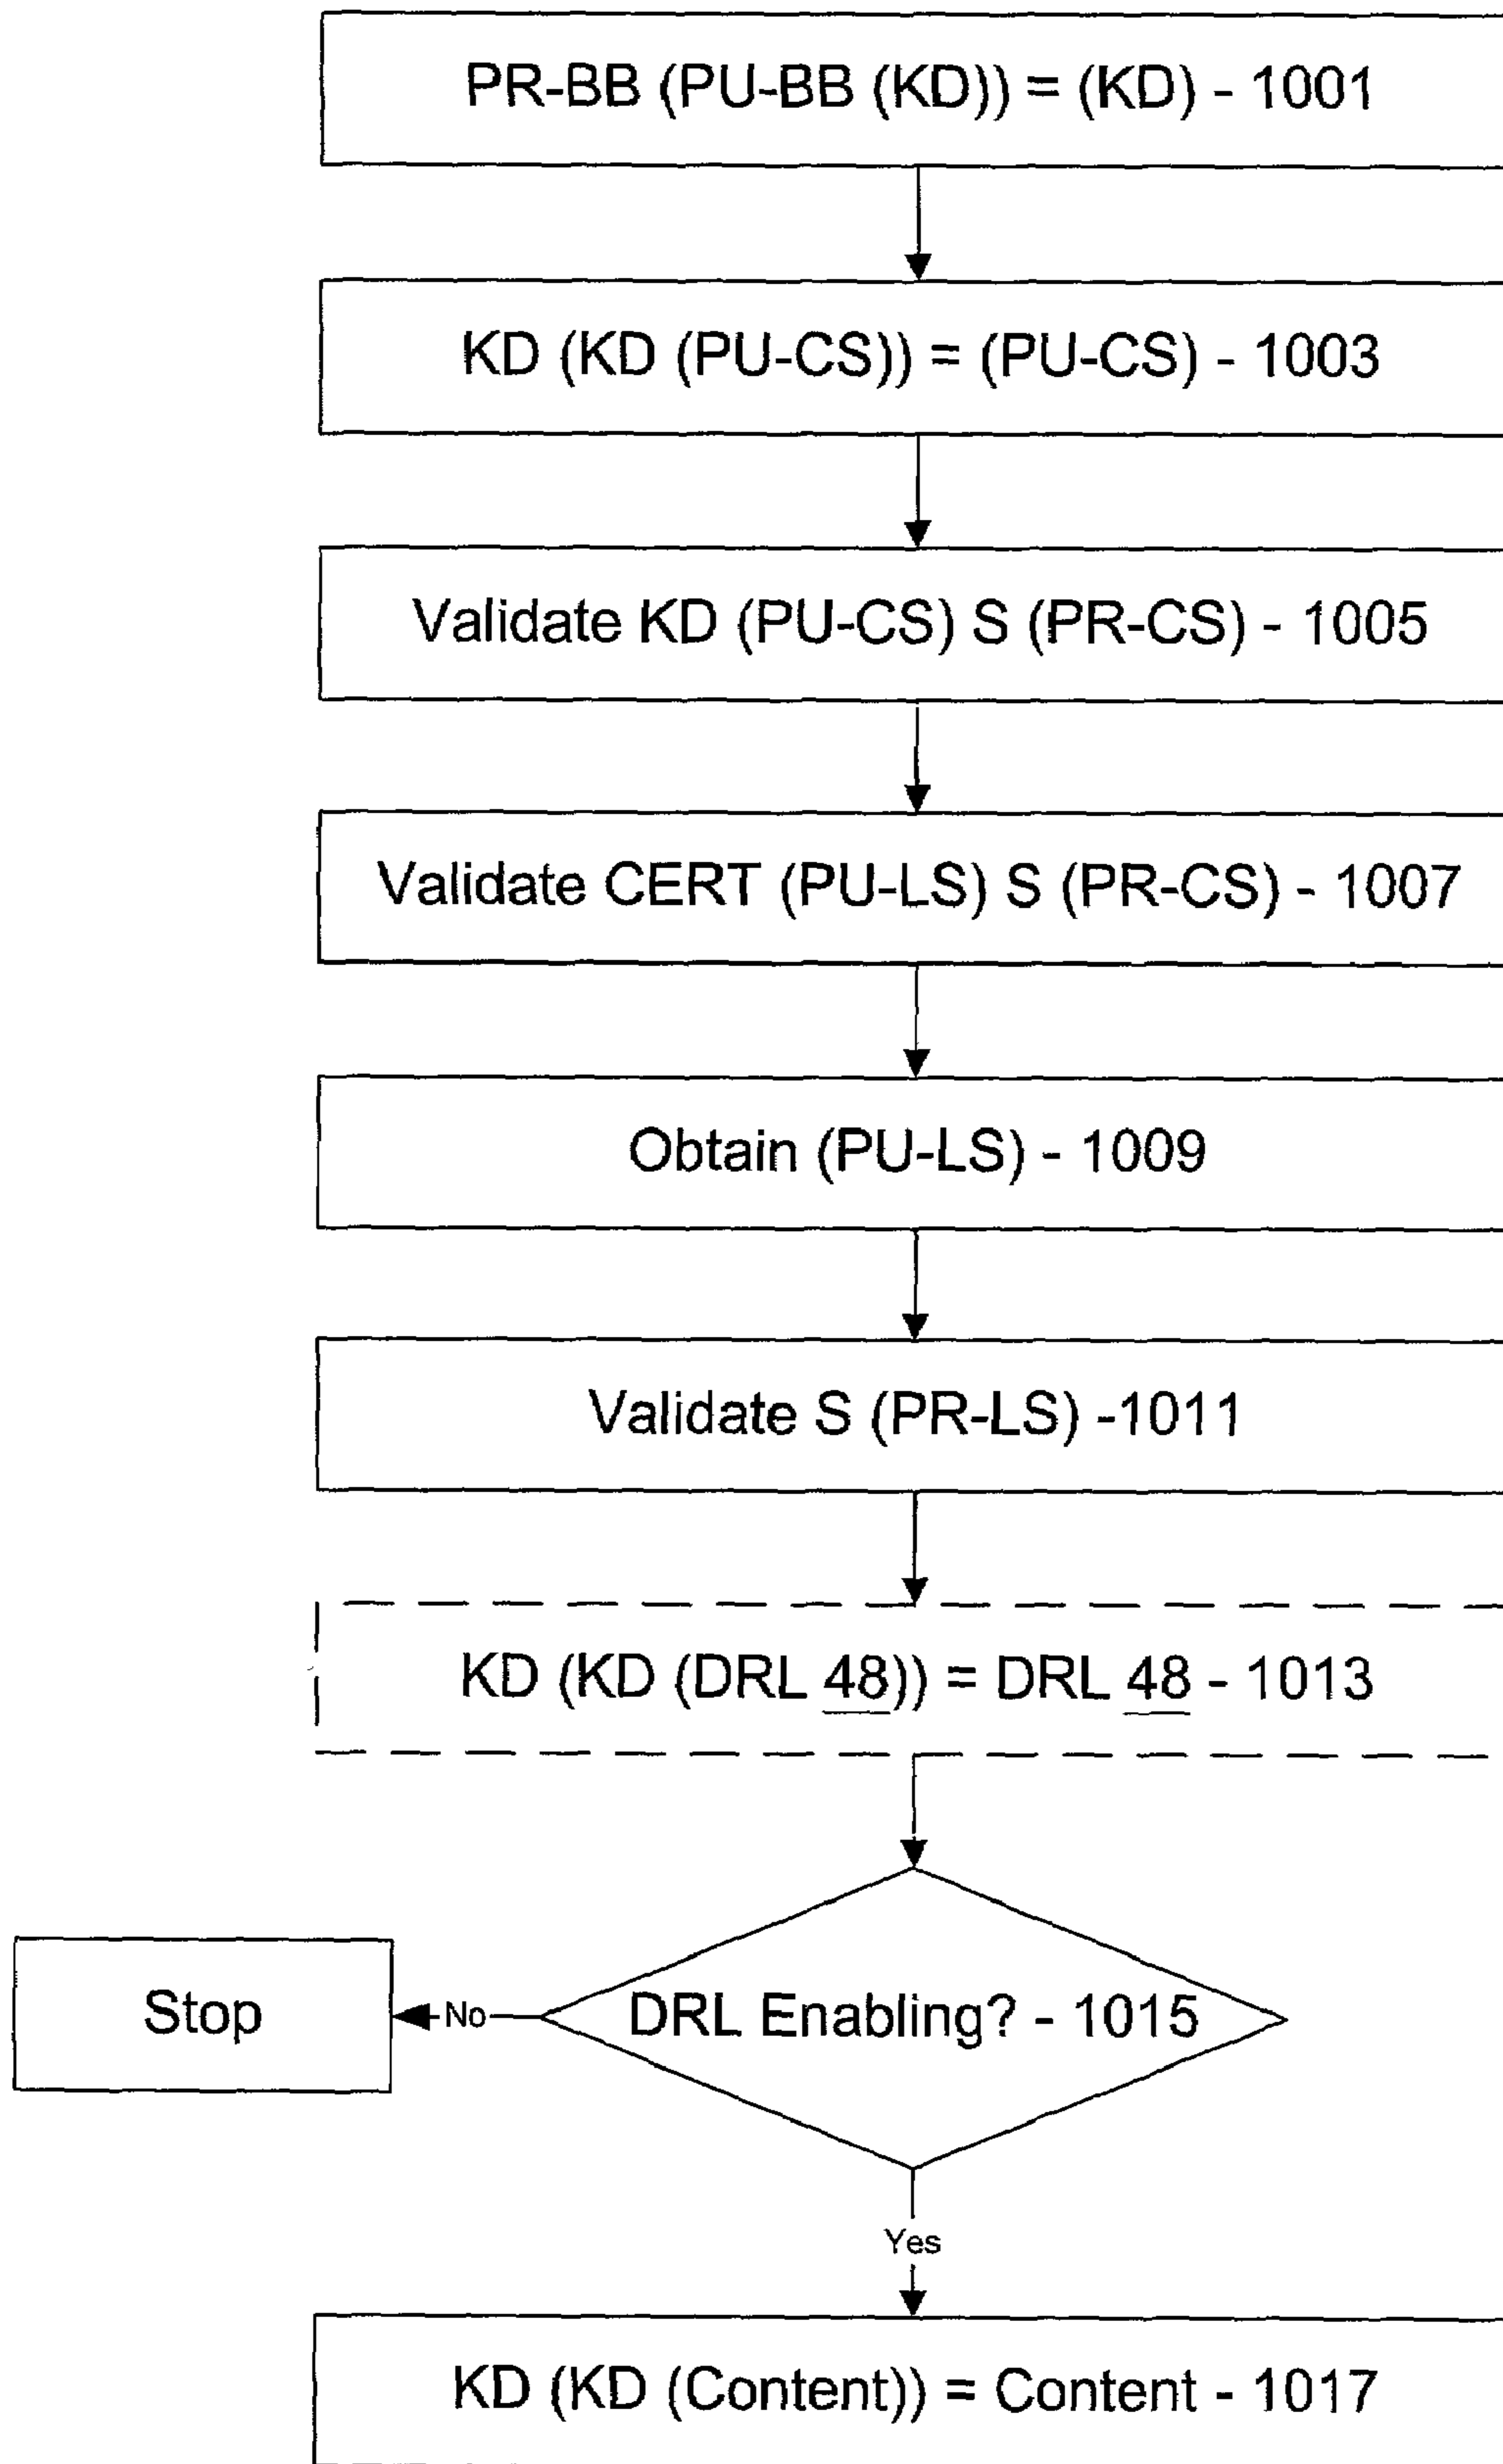 PR-BB (PU-BB (KD)) = (KD) - 1001
KD (KD (PU-CS)) = (PU-CS) - 1003
Validate KD (PU-CS) S (PR-CS) - 1005
Validate CERT (PU-LS) S (PR-CS) - 1007
Obtain (PU-LS) - 1009
Validate S (PR-LS) -1011
KD (KD (DRL 48)) = DRL 48 - 1013
DRL Enabling? - 1015
No
Stop
Yes
KD (KD (Content)) = Content - 1017